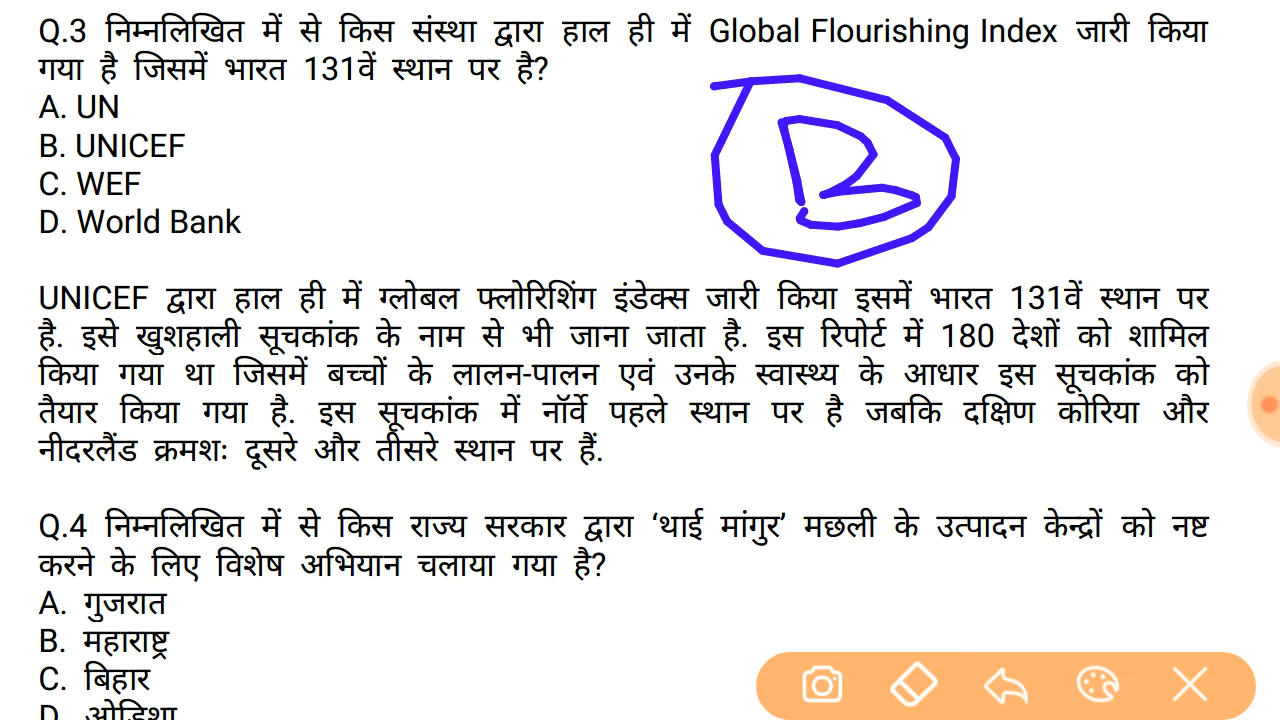 Q.3 निम्नलिखित में से किस संस्था द्वारा हाल ही में Global Flourishing Index जारी किया
गया है जिसमें भारत 131वें स्थान पर है?
A. UN
B. UNICEF
C. WEF
D. World Bank
B
UNICEF द्वारा हाल ही में ग्लोबल फ्लोरिशिंग इंडेक्स जारी किया इसमें भारत 131वें स्थान पर
है. इसे खुशहाली सूचकांक के नाम से भी जाना जाता है. इस रिपोर्ट में 180 देशों को शामिल
किया गया था जिसमें बच्चों के लालन-पालन एवं उनके स्वास्थ्य के आधार इस सूचकांक को
तैयार किया गया है. इस सूचकांक में नॉर्वे पहले स्थान पर है जबकि दक्षिण कोरिया और
नीदरलैंड क्रमशः दूसरे और तीसरे स्थान पर हैं.
Q.4 निम्नलिखित में से किस राज्य सरकार द्वारा ‘थाई मांगुर’ मछली के उत्पादन केन्द्रों को नष्ट
करने के लिए विशेष अभियान चलाया गया है?
A. गुजरात
B. महाराष्ट्र
C. बिहार
D. ओडिशा